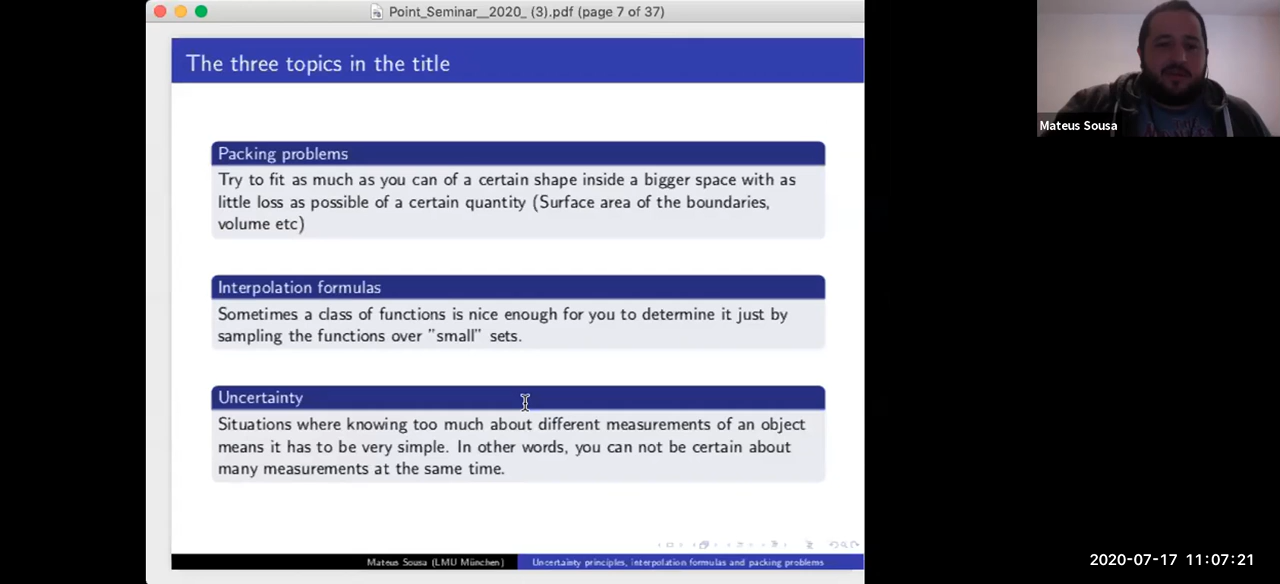 Point_Seminar__2020_ (3).pdf (page 7 of 37)
The three topics in the title
Packing problems
Try to fit as much as you can of a certain shape inside a bigger space with as
little loss as possible of a certain quantity (Surface area of the boundaries,
volume etc)
Interpolation formulas
Sometimes a class of functions is nice enough for you to determine it just by
sampling the functions over "small" sets.
Uncertainty
Situations where knowing too much about different measurements of an object
means it has to be very simple. In other words, you can not be certain about
many measurements at the same time.
Mateus Sousa (LMU München)
Uncertainty principles, interpolation formulas and packing problems
Mateus Sousa
2020-07-17 11:07:21